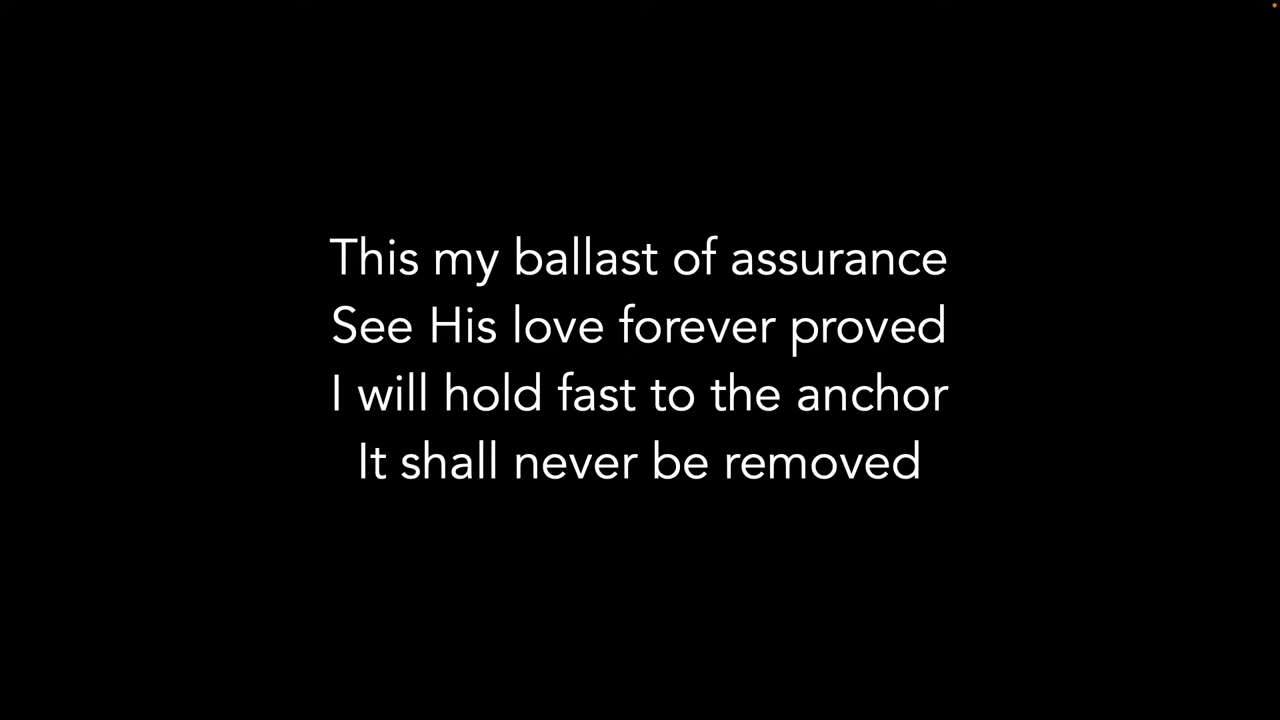 This my ballast of assurance
See His love forever proved
I will hold fast to the anchor
It shall never be removed